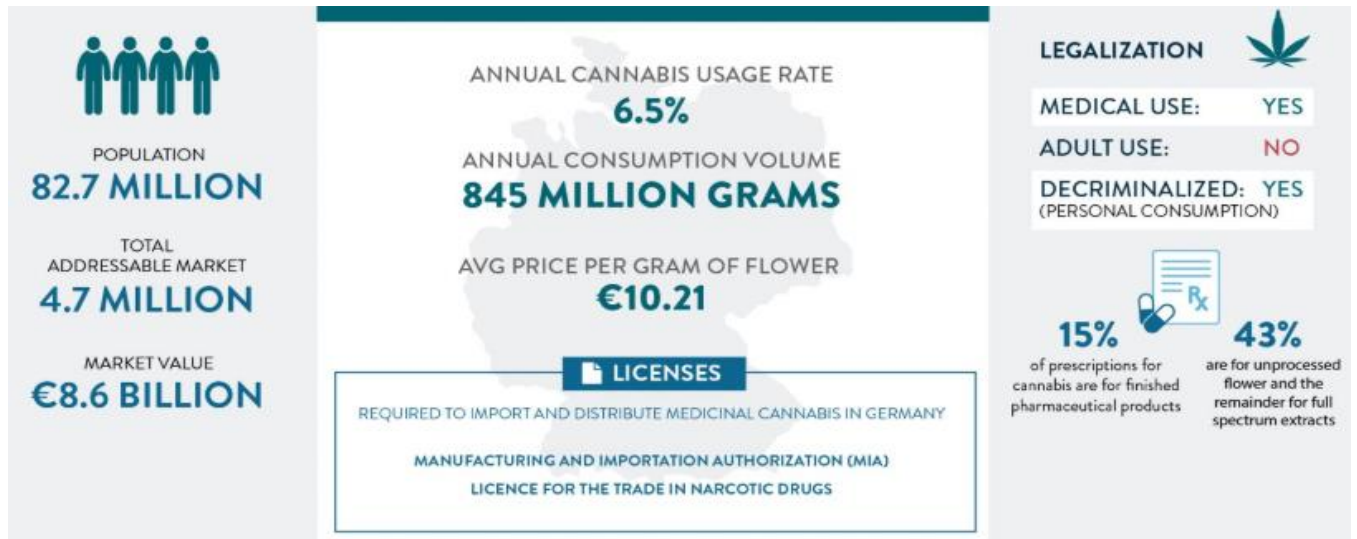 POPULATION
82.7 MILLION
TOTAL
ADDRESSABLE MARKET
4.7 MILLION
MARKET VALUE
€8.6 BILLION
ANNUAL CANNABIS USAGE RATE
6.5%
ANNUAL CONSUMPTION VOLUME
845 MILLION GRAMS
AVG PRICE PER GRAM OF FLOWER
€10.21
LICENSES
REQUIRED TO IMPORT AND DISTRIBUTE MEDICINAL CANNABIS IN GERMANY
MANUFACTURING AND IMPORTATION AUTHORIZATION (MIA)
LICENCE FOR THE TRADE IN NARCOTIC DRUGS
LEGALIZATION
MEDICAL USE: YES
ADULT USE: NO
DECRIMINALIZED: YES
(PERSONAL CONSUMPTION)
Rx
15%
of prescriptions for
cannabis are for finished
pharmaceutical products
43%
are for unprocessed
flower and the
remainder for full
spectrum extracts